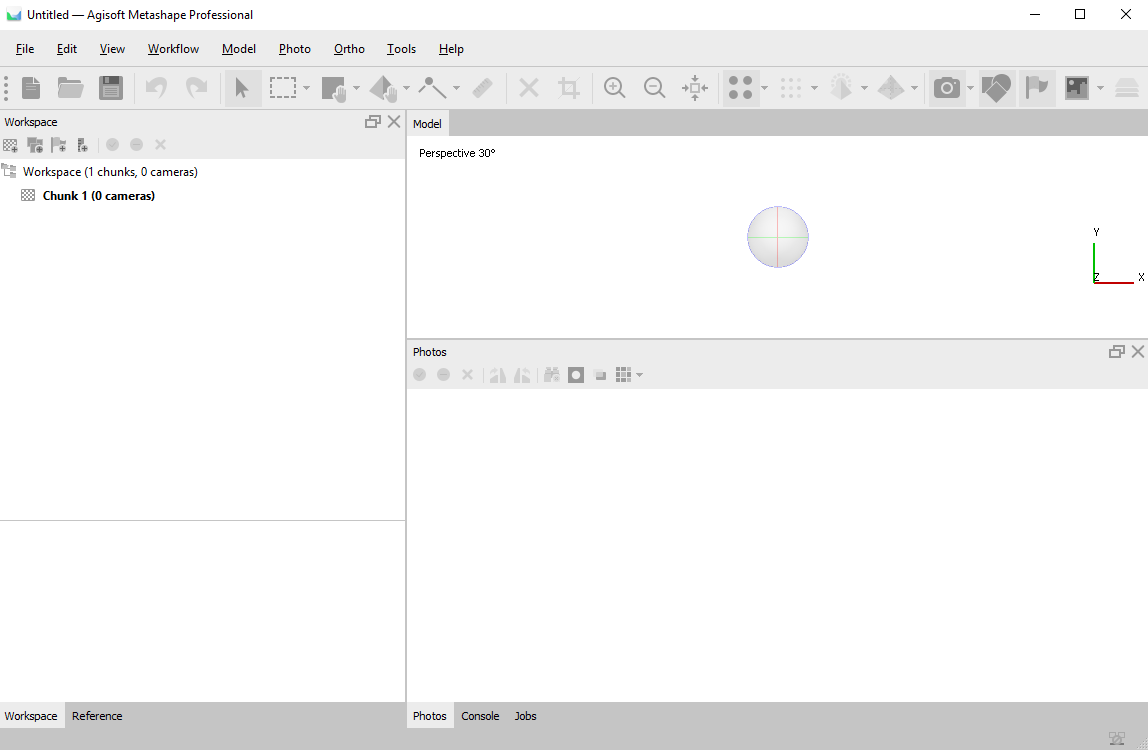 Untitled — Agisoft Metashape Professional
File Edit View Workflow Model Photo Ortho Tools Help
Workspace
Workspace (1 chunks, 0 cameras)
Chunk 1 (0 cameras)
Workspace Reference
Model
Perspective 30°
Y
Z X
Photos
Photos Console Jobs